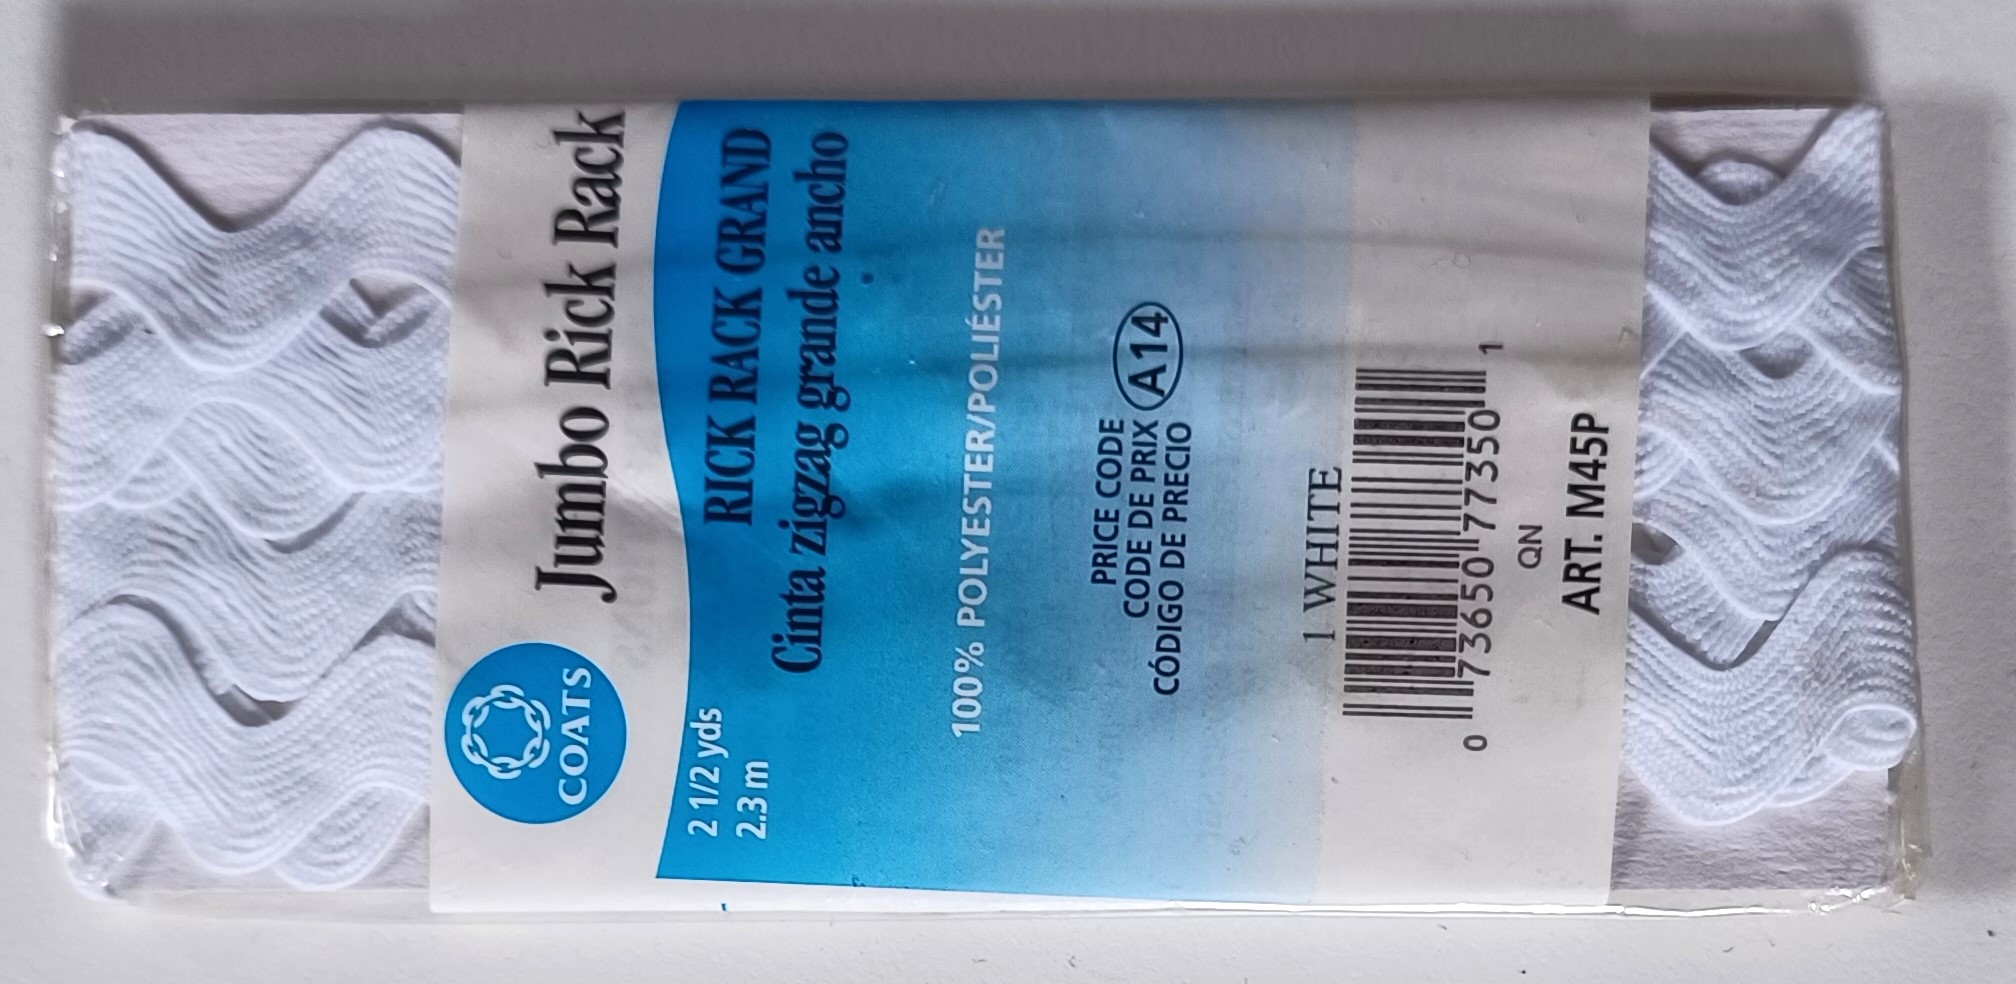 Jumbo Rick Rack
COATS
2 1/2 yds
2.3 m
RICK RACK GRAND
Cinta zigzag grande ancho
100% POLYESTER/POLIÉSTER
PRICE CODE
CODE DE PRIX
CÓDIGO DE PRECIO
A14
1 WHITE
0 73650 77350 1
QN
ART. M45P